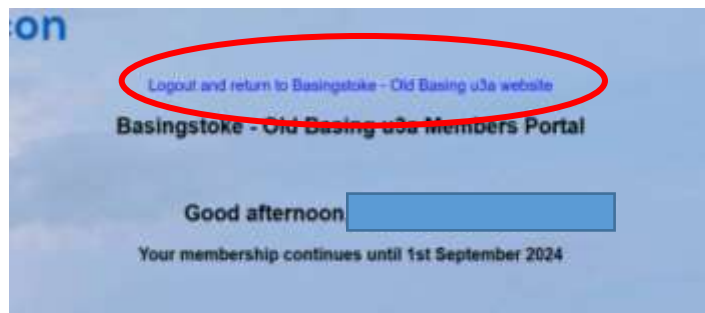 con
Logout and return to Basingstoke - Old Basing u3a website
Basingstoke - Old Basing u3a Members Portal
Good afternoon
Your membership continues until 1st September 2024